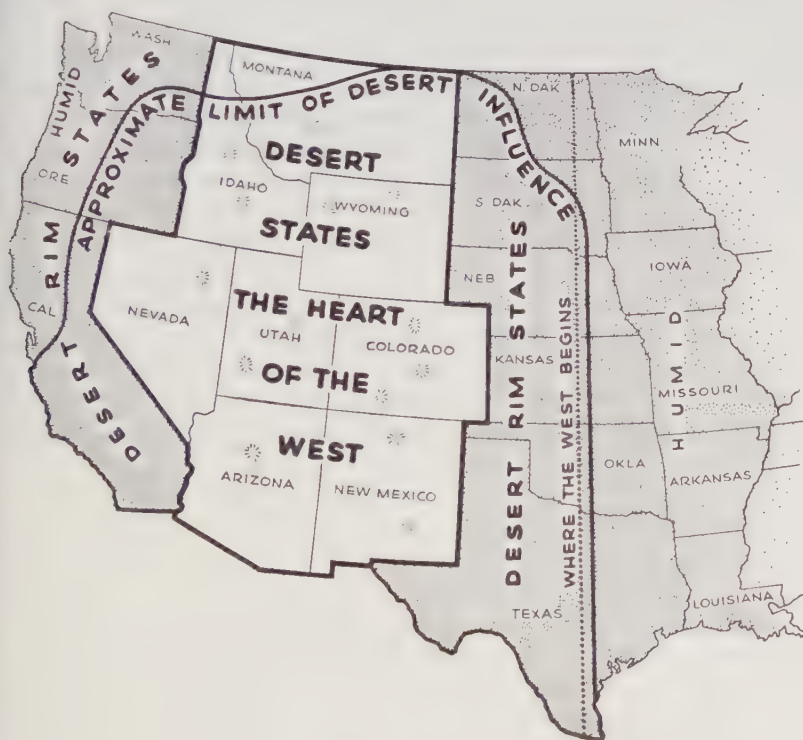 WASH
MONTANA
N. DAK
MINN
HUMID
ORE
IDAHO
WYOMING
S DAK
NEB
IOWA
CAL
NEVADA
UTAH
COLORADO
KANSAS
MISSOURI
ARIZONA
NEW MEXICO
OKLA
ARKANSAS
TEXAS
LOUISIANA
DESERT RIM STATES
APPROXIMATE LIMIT OF DESERT INFLUENCE
DESERT
STATES
THE HEART
OF THE
WEST
DESERT RIM STATES
WHERE THE WEST BEGINS
HUMID